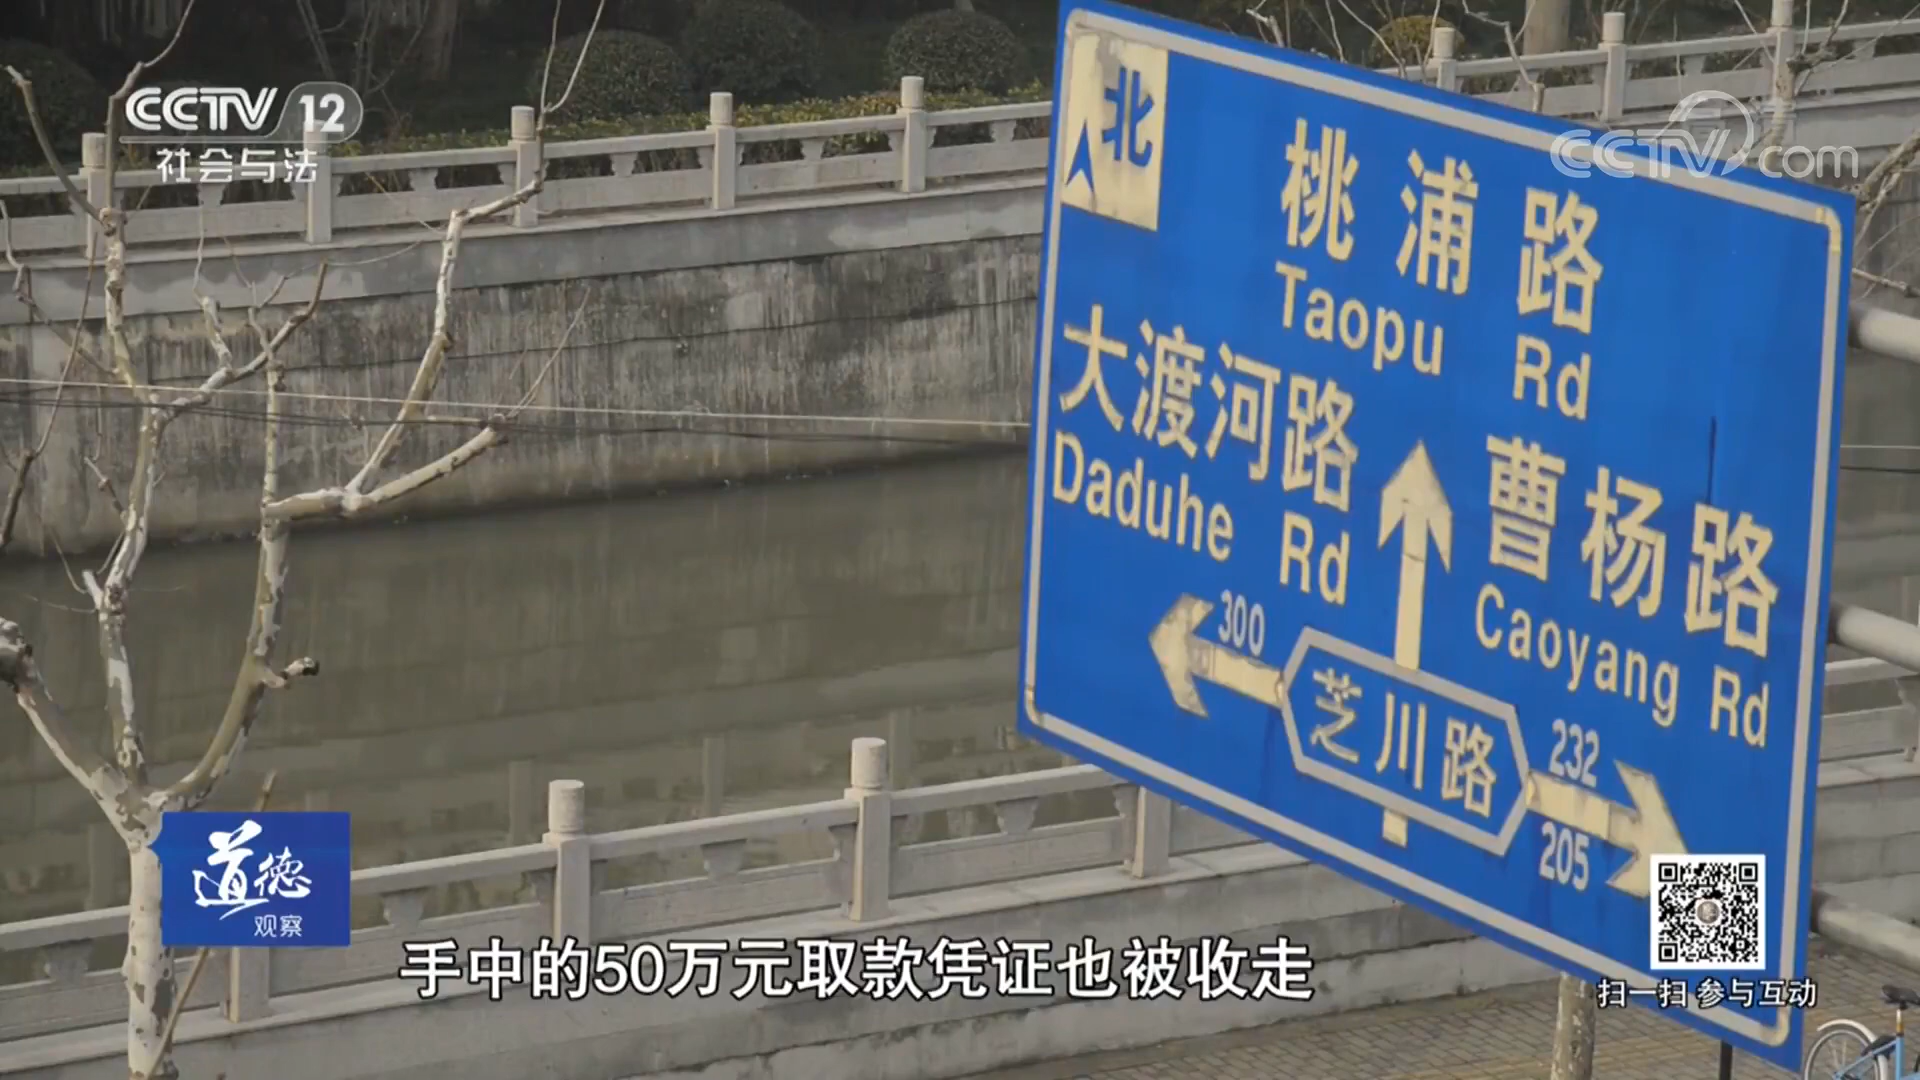 CCTV 12
社会与法
CCTV.com
北
桃浦路
Taopu Rd
大渡河路
Daduhe Rd
曹杨路
Caoyang Rd
300
芝川路
232
205
道德
观察
手中的50万元取款凭证也被收走
扫一扫 参与互动